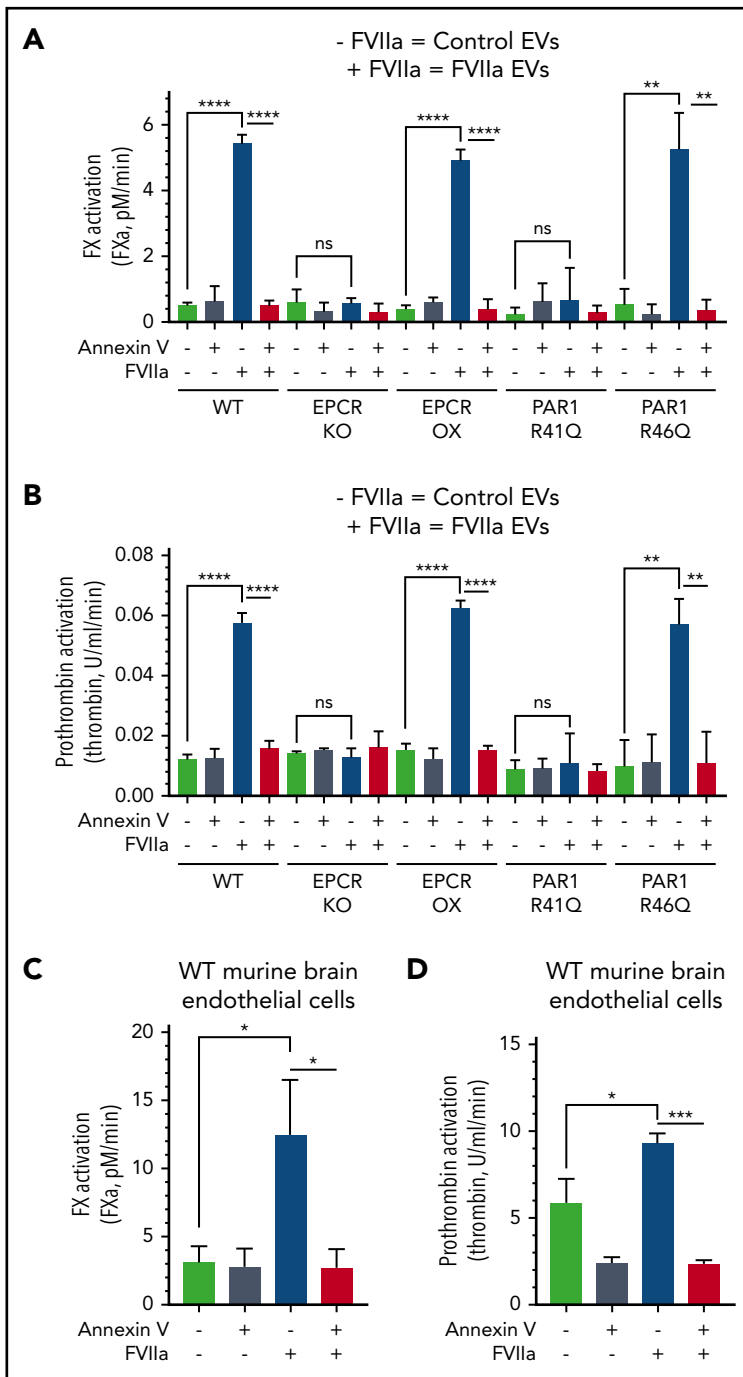 A
- FVIIa = Control EVs
+ FVIIa = FVIIa EVs
FX activation
(FXa, pM/min)
6
4
2
0
**** ****
ns
**** ****
ns
** **
Annexin V - + - + - + - + - + - + - + - + - + - +
FVIIa - - + + - - + + - - + + - - + + - - + +
WT EPCR EPCR PAR1 PAR1
KO OX R41Q R46Q
B
- FVIIa = Control EVs
+ FVIIa = FVIIa EVs
Prothrombin activation
(thrombin, U/ml/min)
0.08
0.06
0.04
0.02
0.00
**** ****
ns
**** ****
ns
** **
Annexin V - + - + - + - + - + - + - + - + - + - +
FVIIa - - + + - - + + - - + + - - + + - - + +
WT EPCR EPCR PAR1 PAR1
KO OX R41Q R46Q
C
WT murine brain
endothelial cells
FX activation
(FXa, pM/min)
20
15
10
5
0
* *
Annexin V - + - +
FVIIa - - + +
D
WT murine brain
endothelial cells
Prothrombin activation
(thrombin, U/ml/min)
15
10
5
0
* ***
Annexin V - + - +
FVIIa - - + +